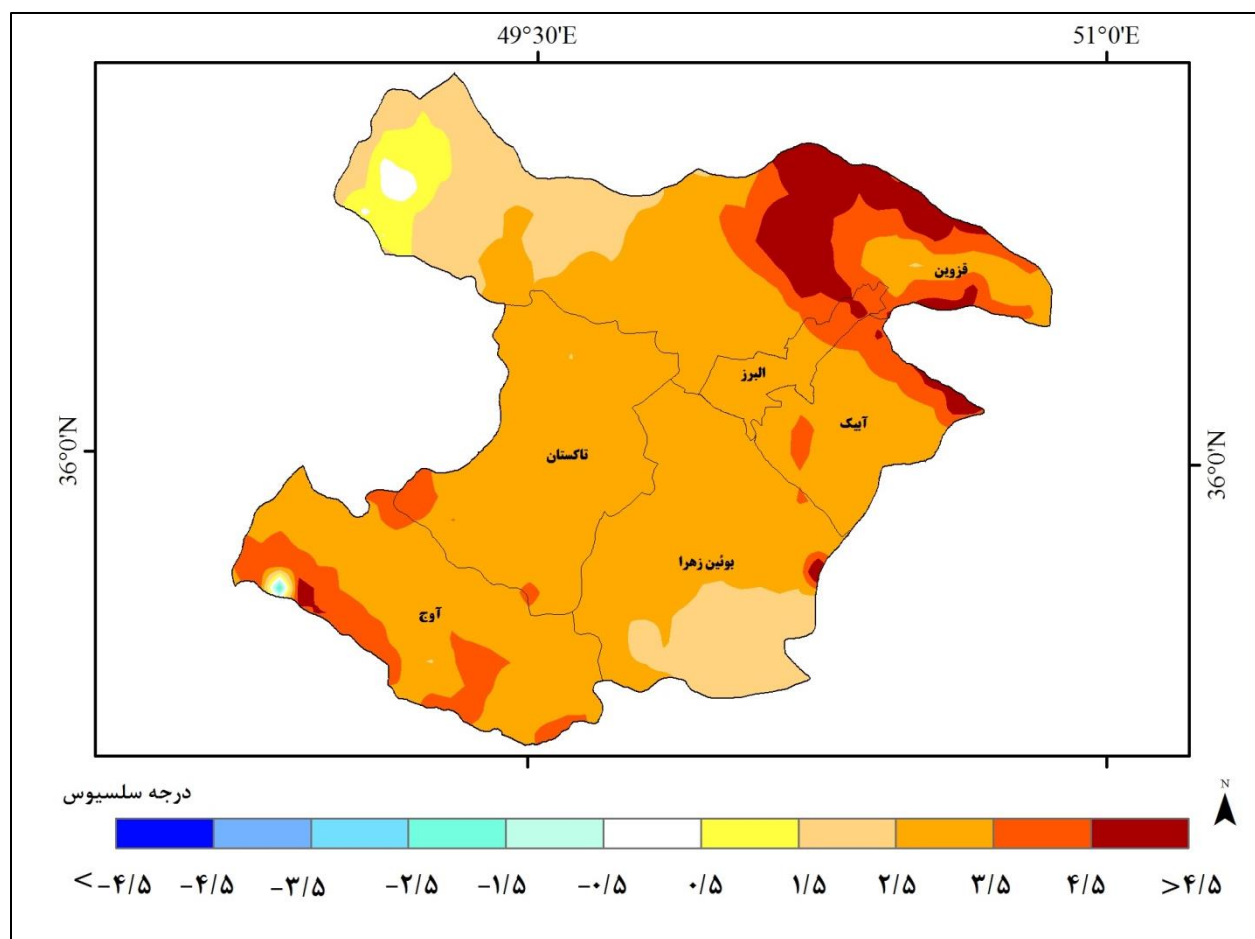 49°30'E 51°0'E
قزوین
البرز
آبیک
36°0'N 36°0'N
تاکستان
بوئین زهرا
آوج
درجه سلسیوس
N
<-۴/۵ -۴/۵ -۳/۵ -۲/۵ -۱/۵ -۰/۵ ۰/۵ ۱/۵ ۲/۵ ۳/۵ ۴/۵ >۴/۵